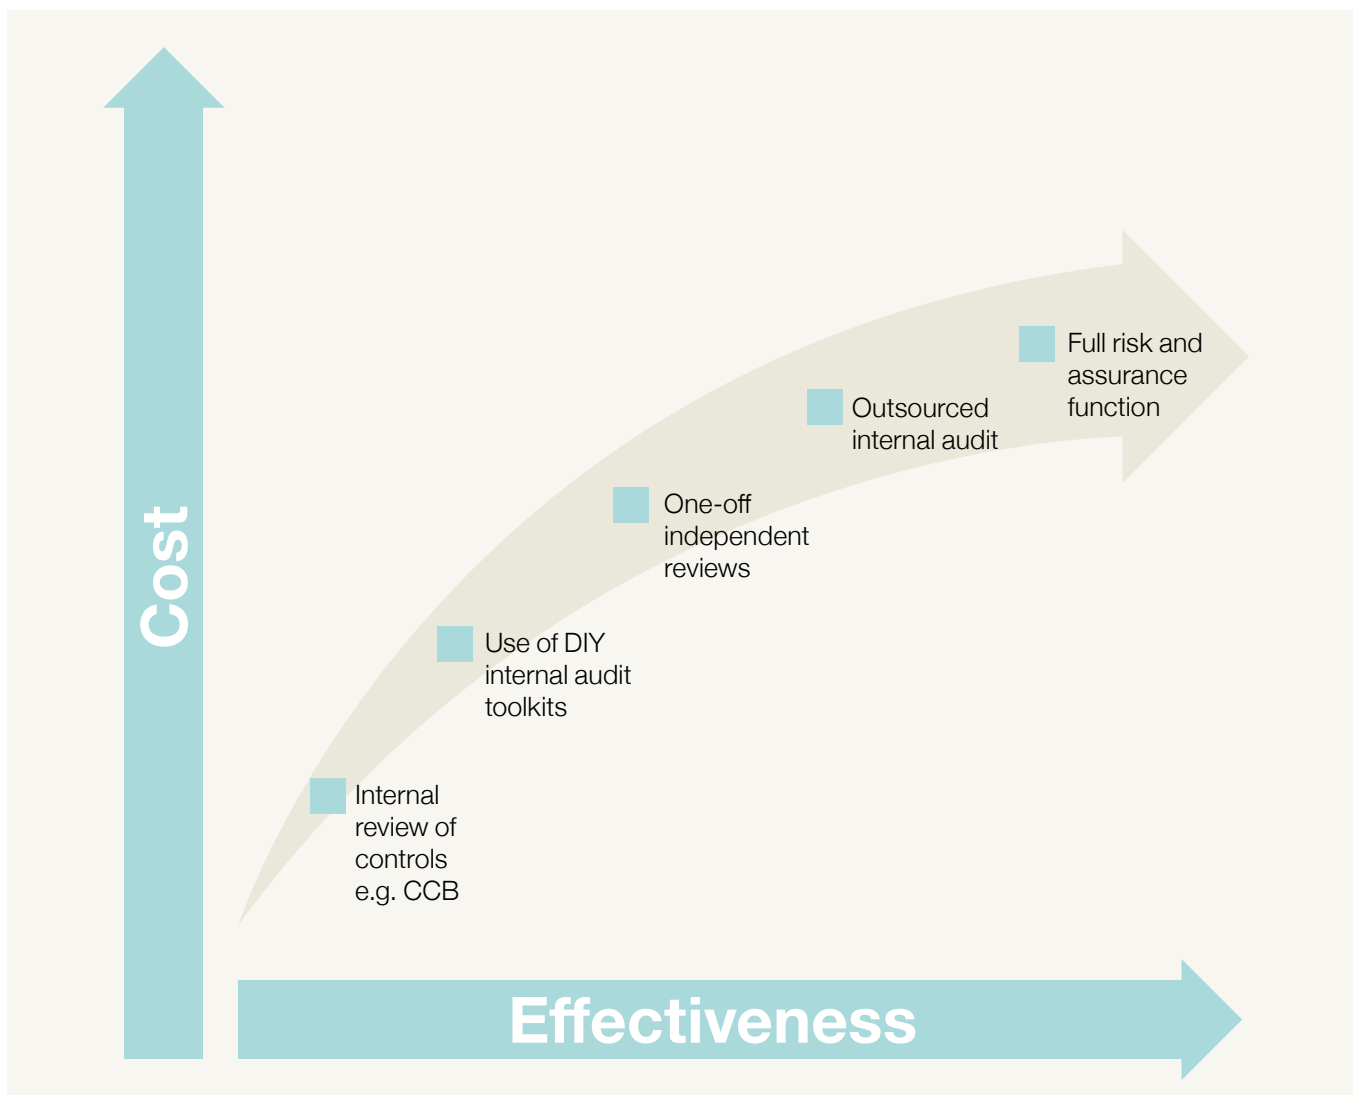 Cost
Full risk and
assurance
function
Outsourced
internal audit
One-off
independent
reviews
Use of DIY
internal audit
toolkits
Internal
review of
controls
e.g. CCB
Effectiveness